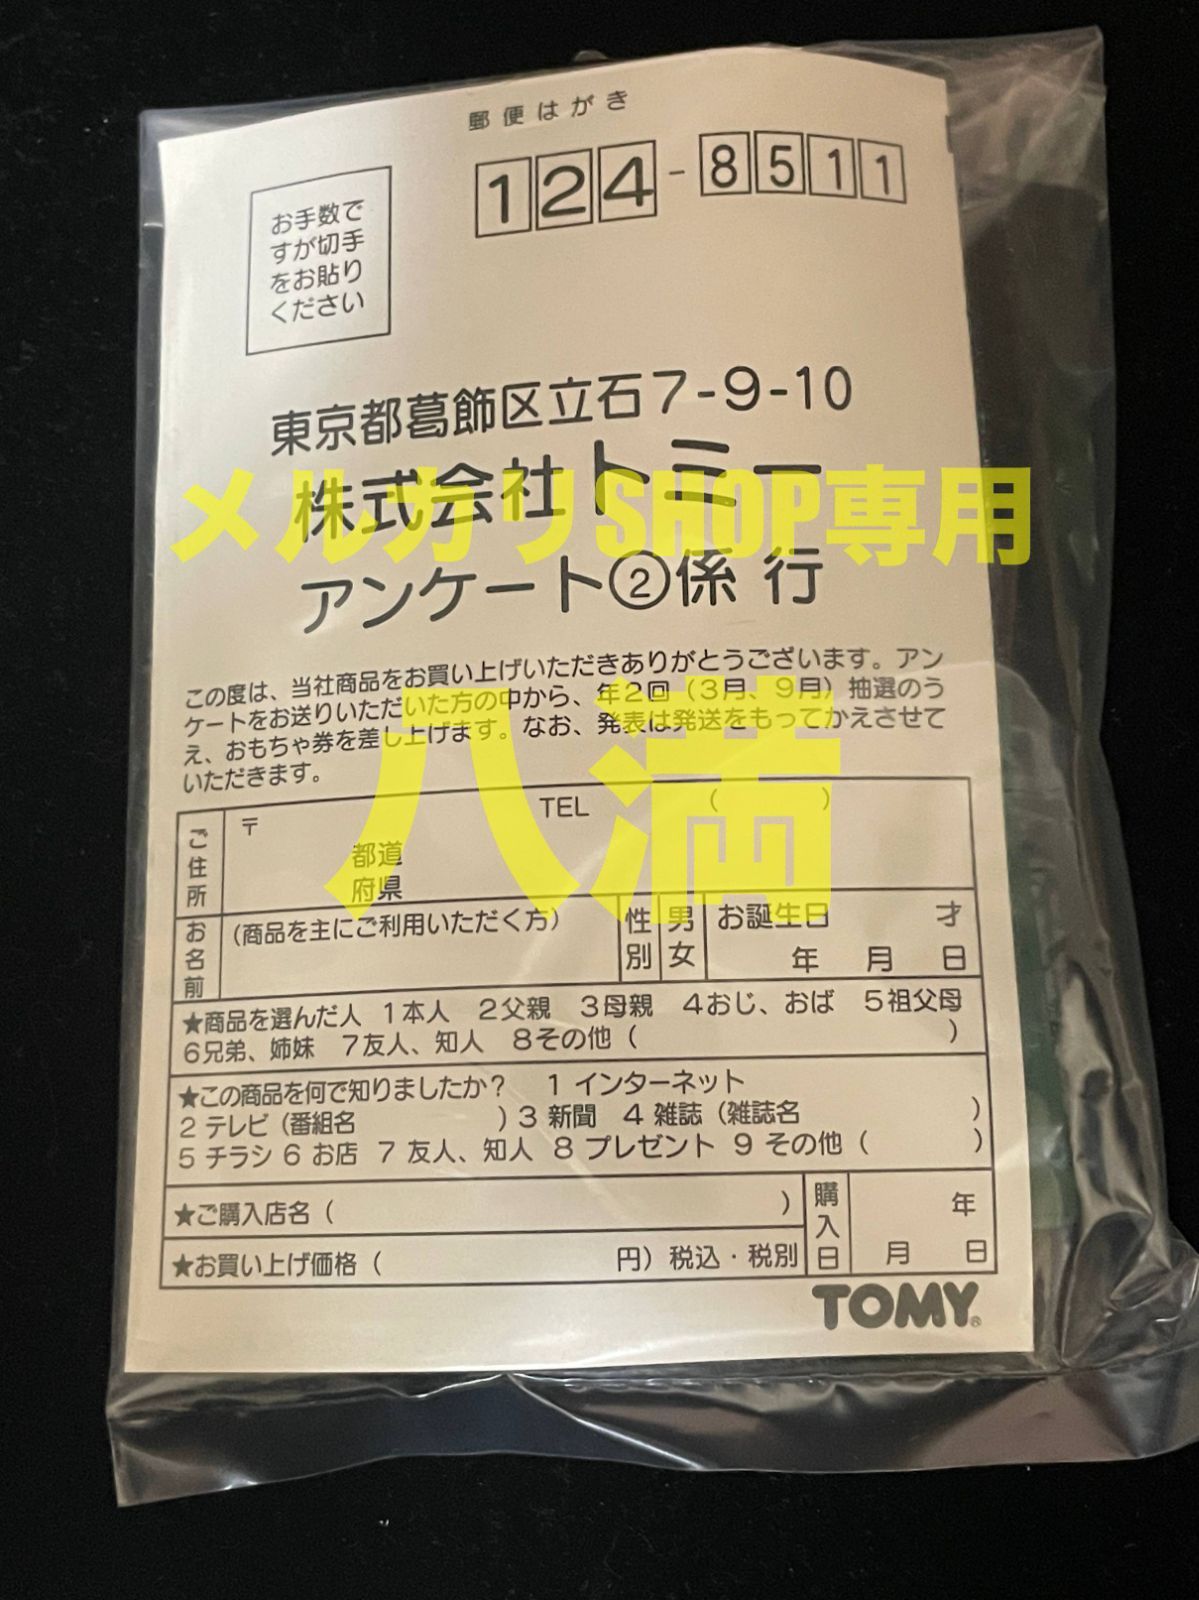 郵便はがき
124-8511
お手数で
すが切手
をお貼り
ください
東京都葛飾区立石7-9-10
株式会社トミー
メルカリSHOP専用
アンケート②係 行
この度は、当社商品をお買い上げいただきありがとうございます。アン
ケートをお送りいただいた方の中から、年2回(3月、9月)抽選のう
え、おもちゃ券を差し上げます。なお、発表は発送をもってかえさせて
いただきます。
八満
ご住所 〒 TEL ( )
都道
府県
お名前 (商品を主にご利用いただく方) 性別 男女 お誕生日 才
年 月 日
★商品を選んだ人 1本人 2父親 3母親 4おじ、おば 5祖父母
6兄弟、姉妹 7友人、知人 8その他( )
★この商品を何で知りましたか? 1 インターネット
2 テレビ(番組名 )3 新聞 4 雑誌(雑誌名 )
5 チラシ 6 お店 7 友人、知人 8 プレゼント 9 その他( )
★ご購入店名( ) 購入日 年
★お買い上げ価格( 円)税込・税別 月 日
TOMY®